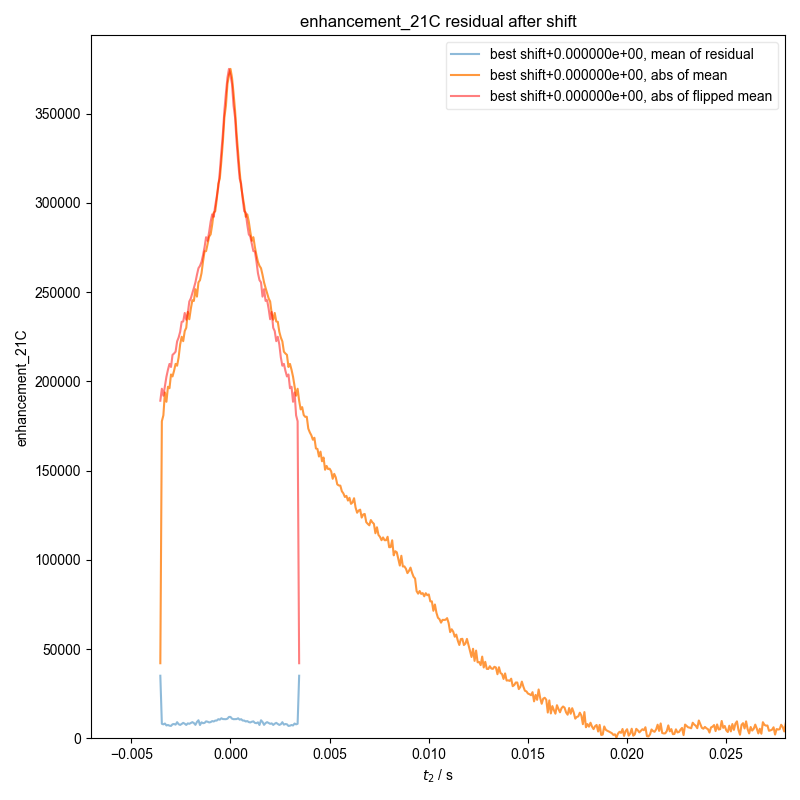 enhancement_21C residual after shift
best shift+0.000000e+00, mean of residual
best shift+0.000000e+00, abs of mean
best shift+0.000000e+00, abs of flipped mean
enhancement_21C
350000
300000
250000
200000
150000
100000
50000
0
−0.005 0.000 0.005 0.010 0.015 0.020 0.025
t₂ / s